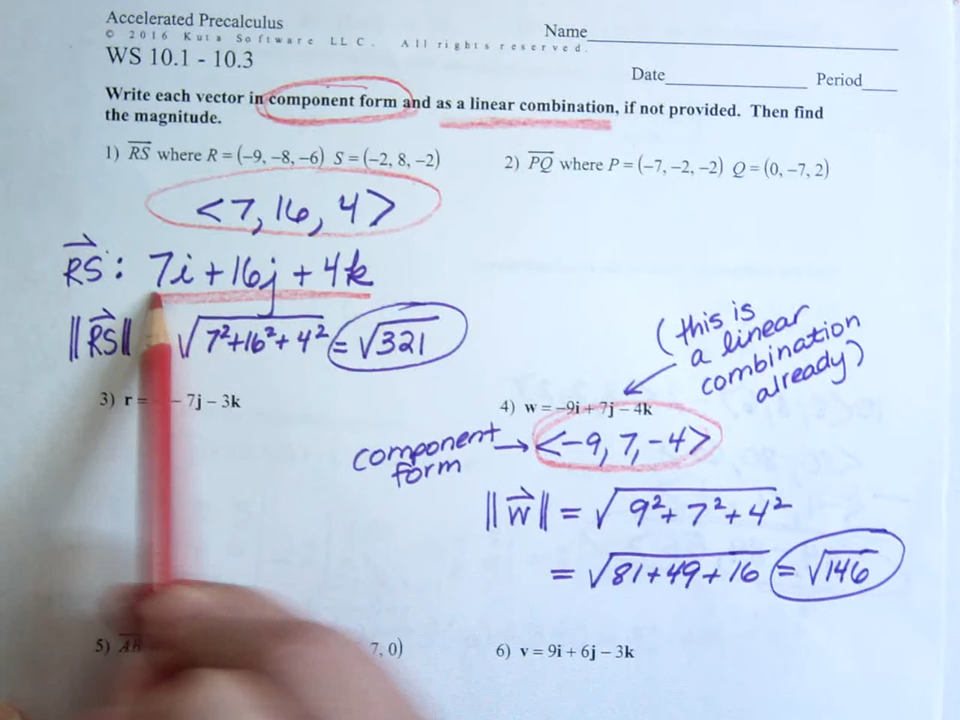 Accelerated Precalculus
Name
© 2016 Kuta Software LLC. All rights reserved.
WS 10.1 - 10.3
Date Period
Write each vector in component form and as a linear combination, if not provided. Then find
the magnitude.
1) RS where R = (−9, −8, −6) S = (−2, 8, −2)
<7, 16, 4>
RS: 7i + 16j + 4k
||RS|| √7²+16²+4² = √321
2) PQ where P = (−7, −2, −2) Q = (0, −7, 2)
3) r = − 7j − 3k
(this is
a linear
combination
already)
4) w = −9i + 7j − 4k
component
form → <−9, 7, −4>
||w|| = √9²+7²+4²
= √81+49+16 = √146
5) AB 7, 0)
6) v = 9i + 6j − 3k